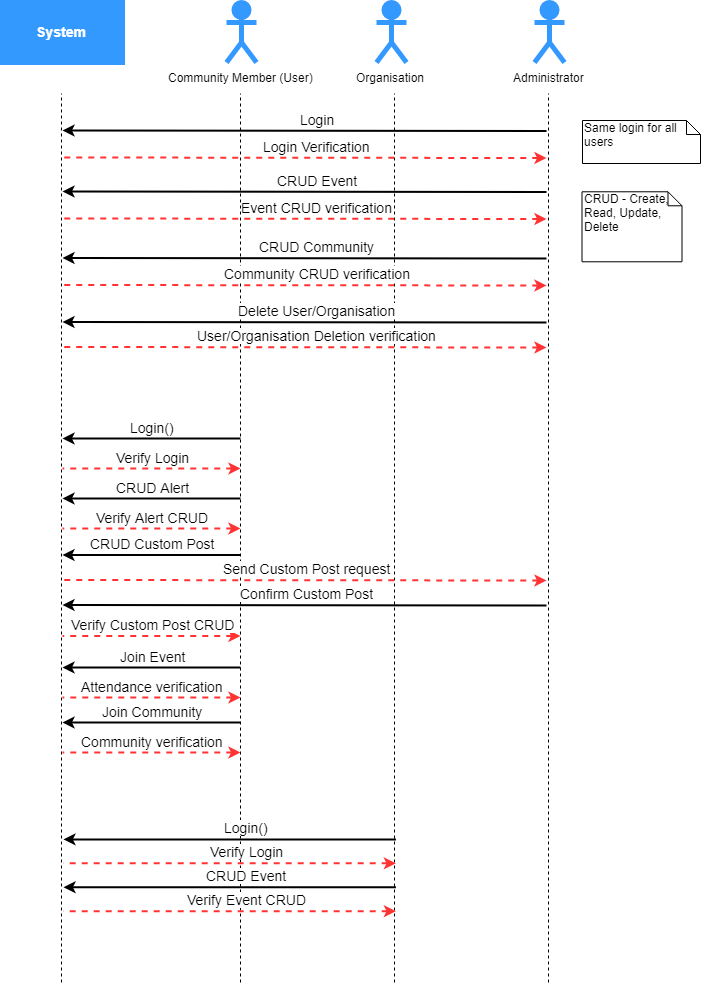 System
Community Member (User)
Organisation
Administrator
Login
Same login for all
users
Login Verification
CRUD Event
CRUD - Create,
Read, Update,
Delete
Event CRUD verification
CRUD Community
Community CRUD verification
Delete User/Organisation
User/Organisation Deletion verification
Login()
Verify Login
CRUD Alert
Verify Alert CRUD
CRUD Custom Post
Send Custom Post request
Confirm Custom Post
Verify Custom Post CRUD
Join Event
Attendance verification
Join Community
Community verification
Login()
Verify Login
CRUD Event
Verify Event CRUD